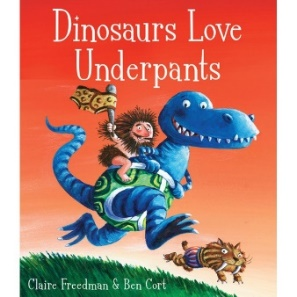 Dinosaurs Love
Underpants
Claire Freedman & Ben Cort